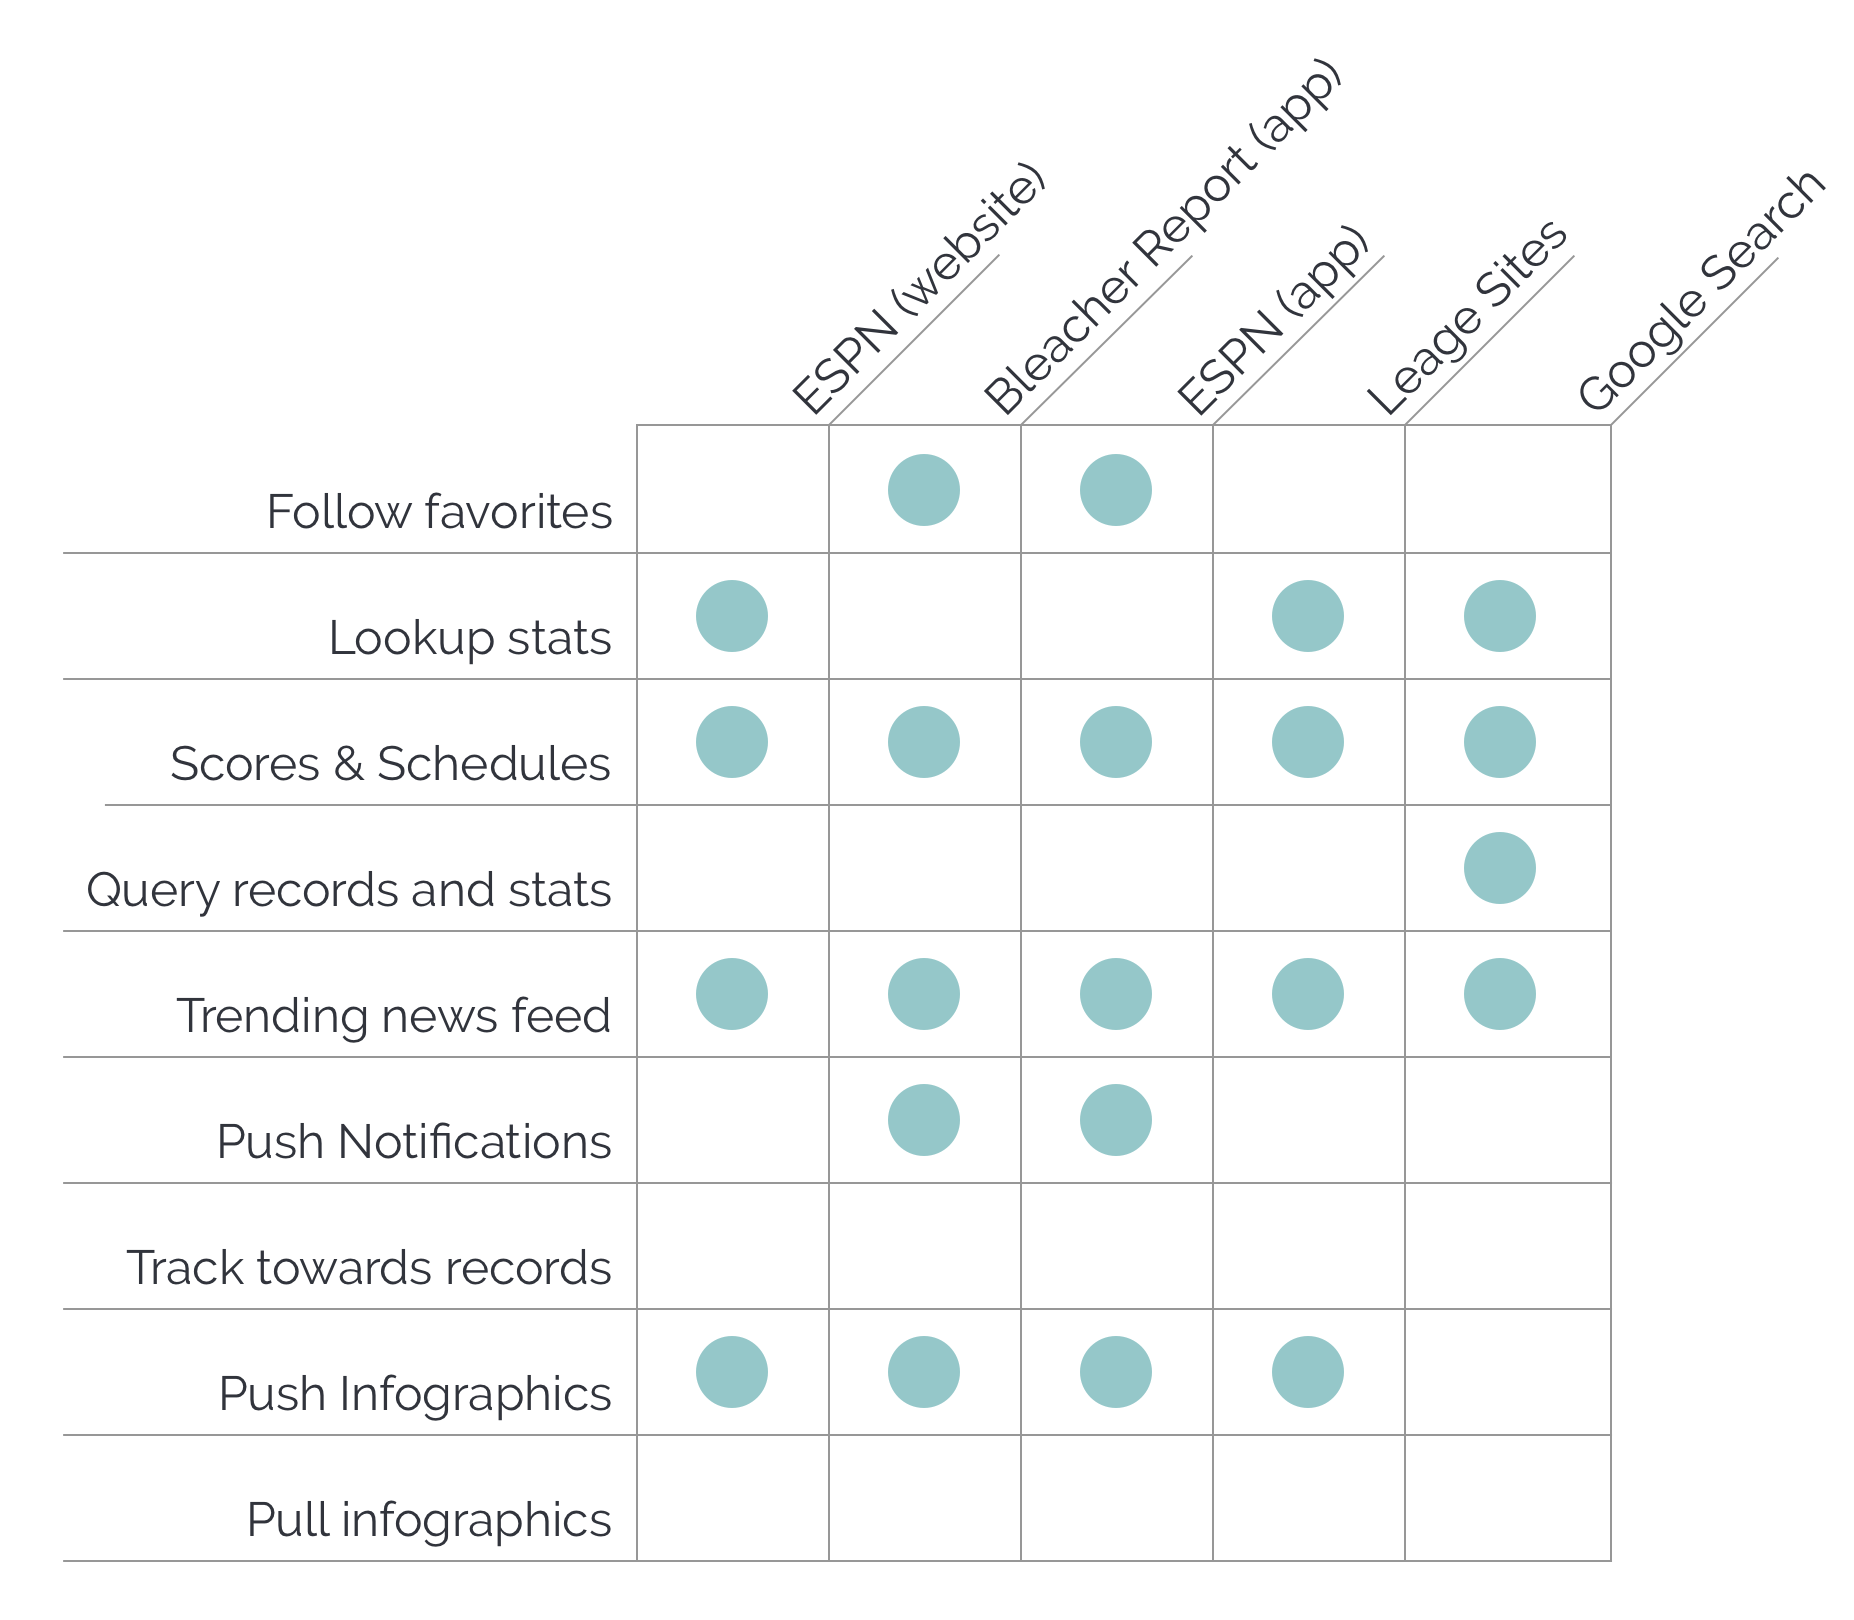 ESPN (website)
Bleacher Report (app)
ESPN (app)
Leage Sites
Google Search
Follow favorites
Lookup stats
Scores & Schedules
Query records and stats
Trending news feed
Push Notifications
Track towards records
Push Infographics
Pull infographics